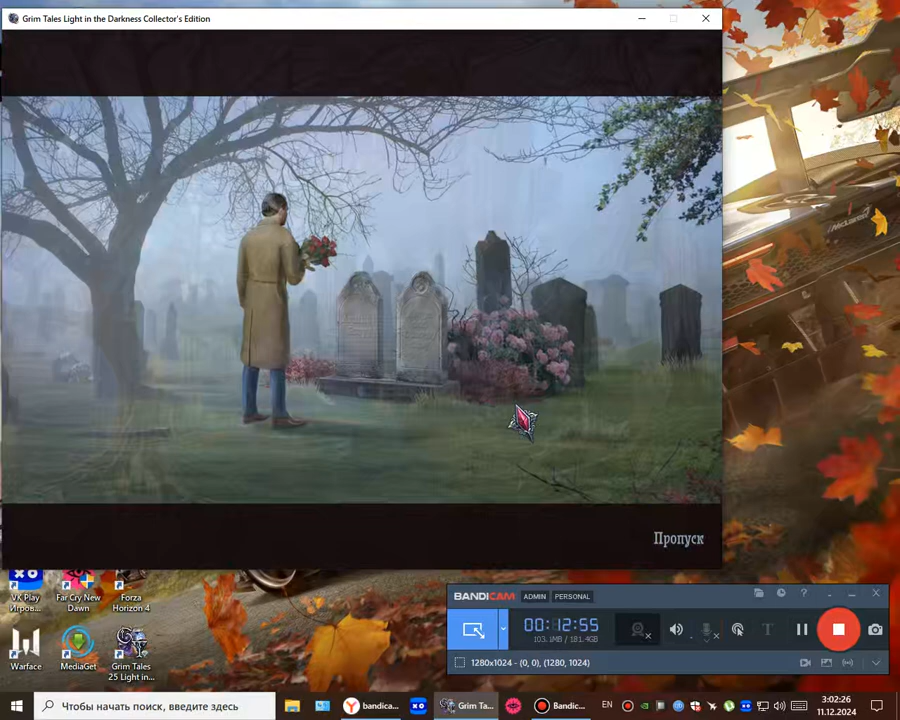 Grim Tales Light in the Darkness Collector's Edition
McLaren
Пропуск
VK Play
Игров...
Far Cry New
Dawn
Forza
Horizon 4
Warface
MediaGet
Grim Tales
25 Light in...
BANDICAM
ADMIN
PERSONAL
00:12:55
103.1MB / 181.4GB
1280x1024 - (0, 0), (1280, 1024)
Чтобы начать поиск, введите здесь
bandica...
Grim Ta...
Bandic...
EN
3:02:26
11.12.2024